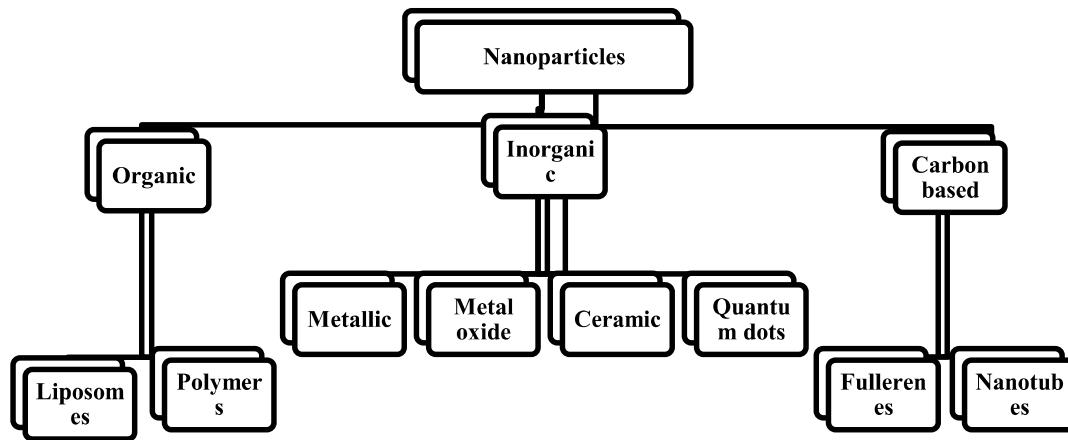 Nanoparticles
Organic
Inorgani
c
Carbon
based
Metallic
Metal
oxide
Ceramic
Quantu
m dots
Liposom
es
Polymer
s
Fulleren
es
Nanotub
es